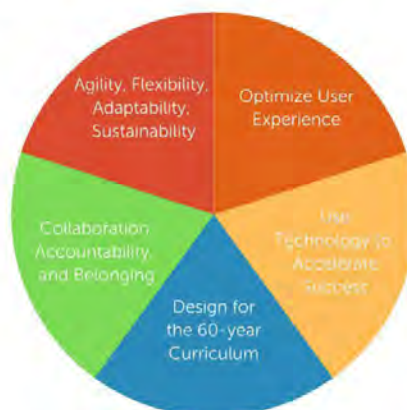 Agility, Flexibility,
Adaptability,
Sustainability
Optimize User
Experience
Use
Technology to
Accelerate
Success
Design for
the 60-year
Curriculum
Collaboration
Accountability,
and Belonging